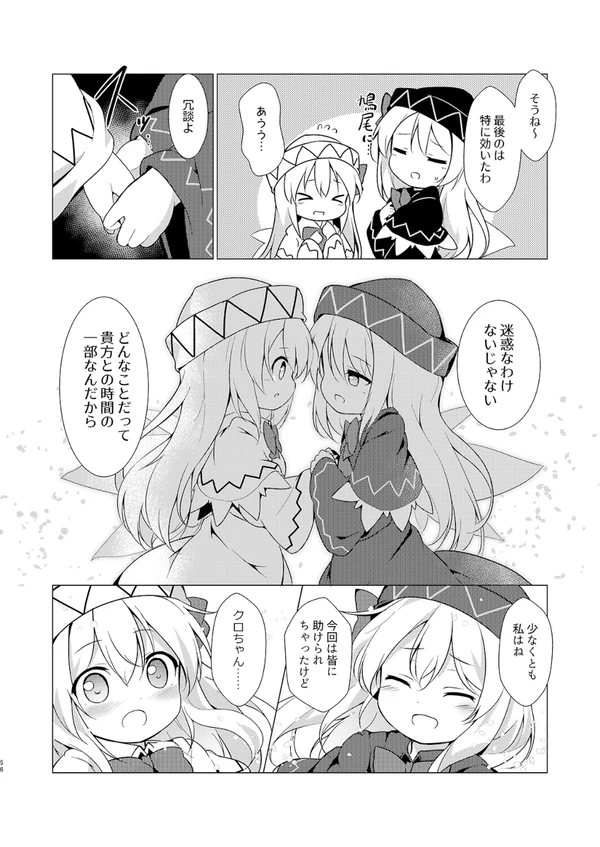 そうね～
最後のは
特に効いたわ
鳩尾に…
あうう…
冗談よ
迷惑なわけ
ないじゃない
どんなことだって
貴方との時間の
一部なんだから
少なくとも
私はね
今回は皆に
助けられ
ちゃったけど
クロちゃん……
56